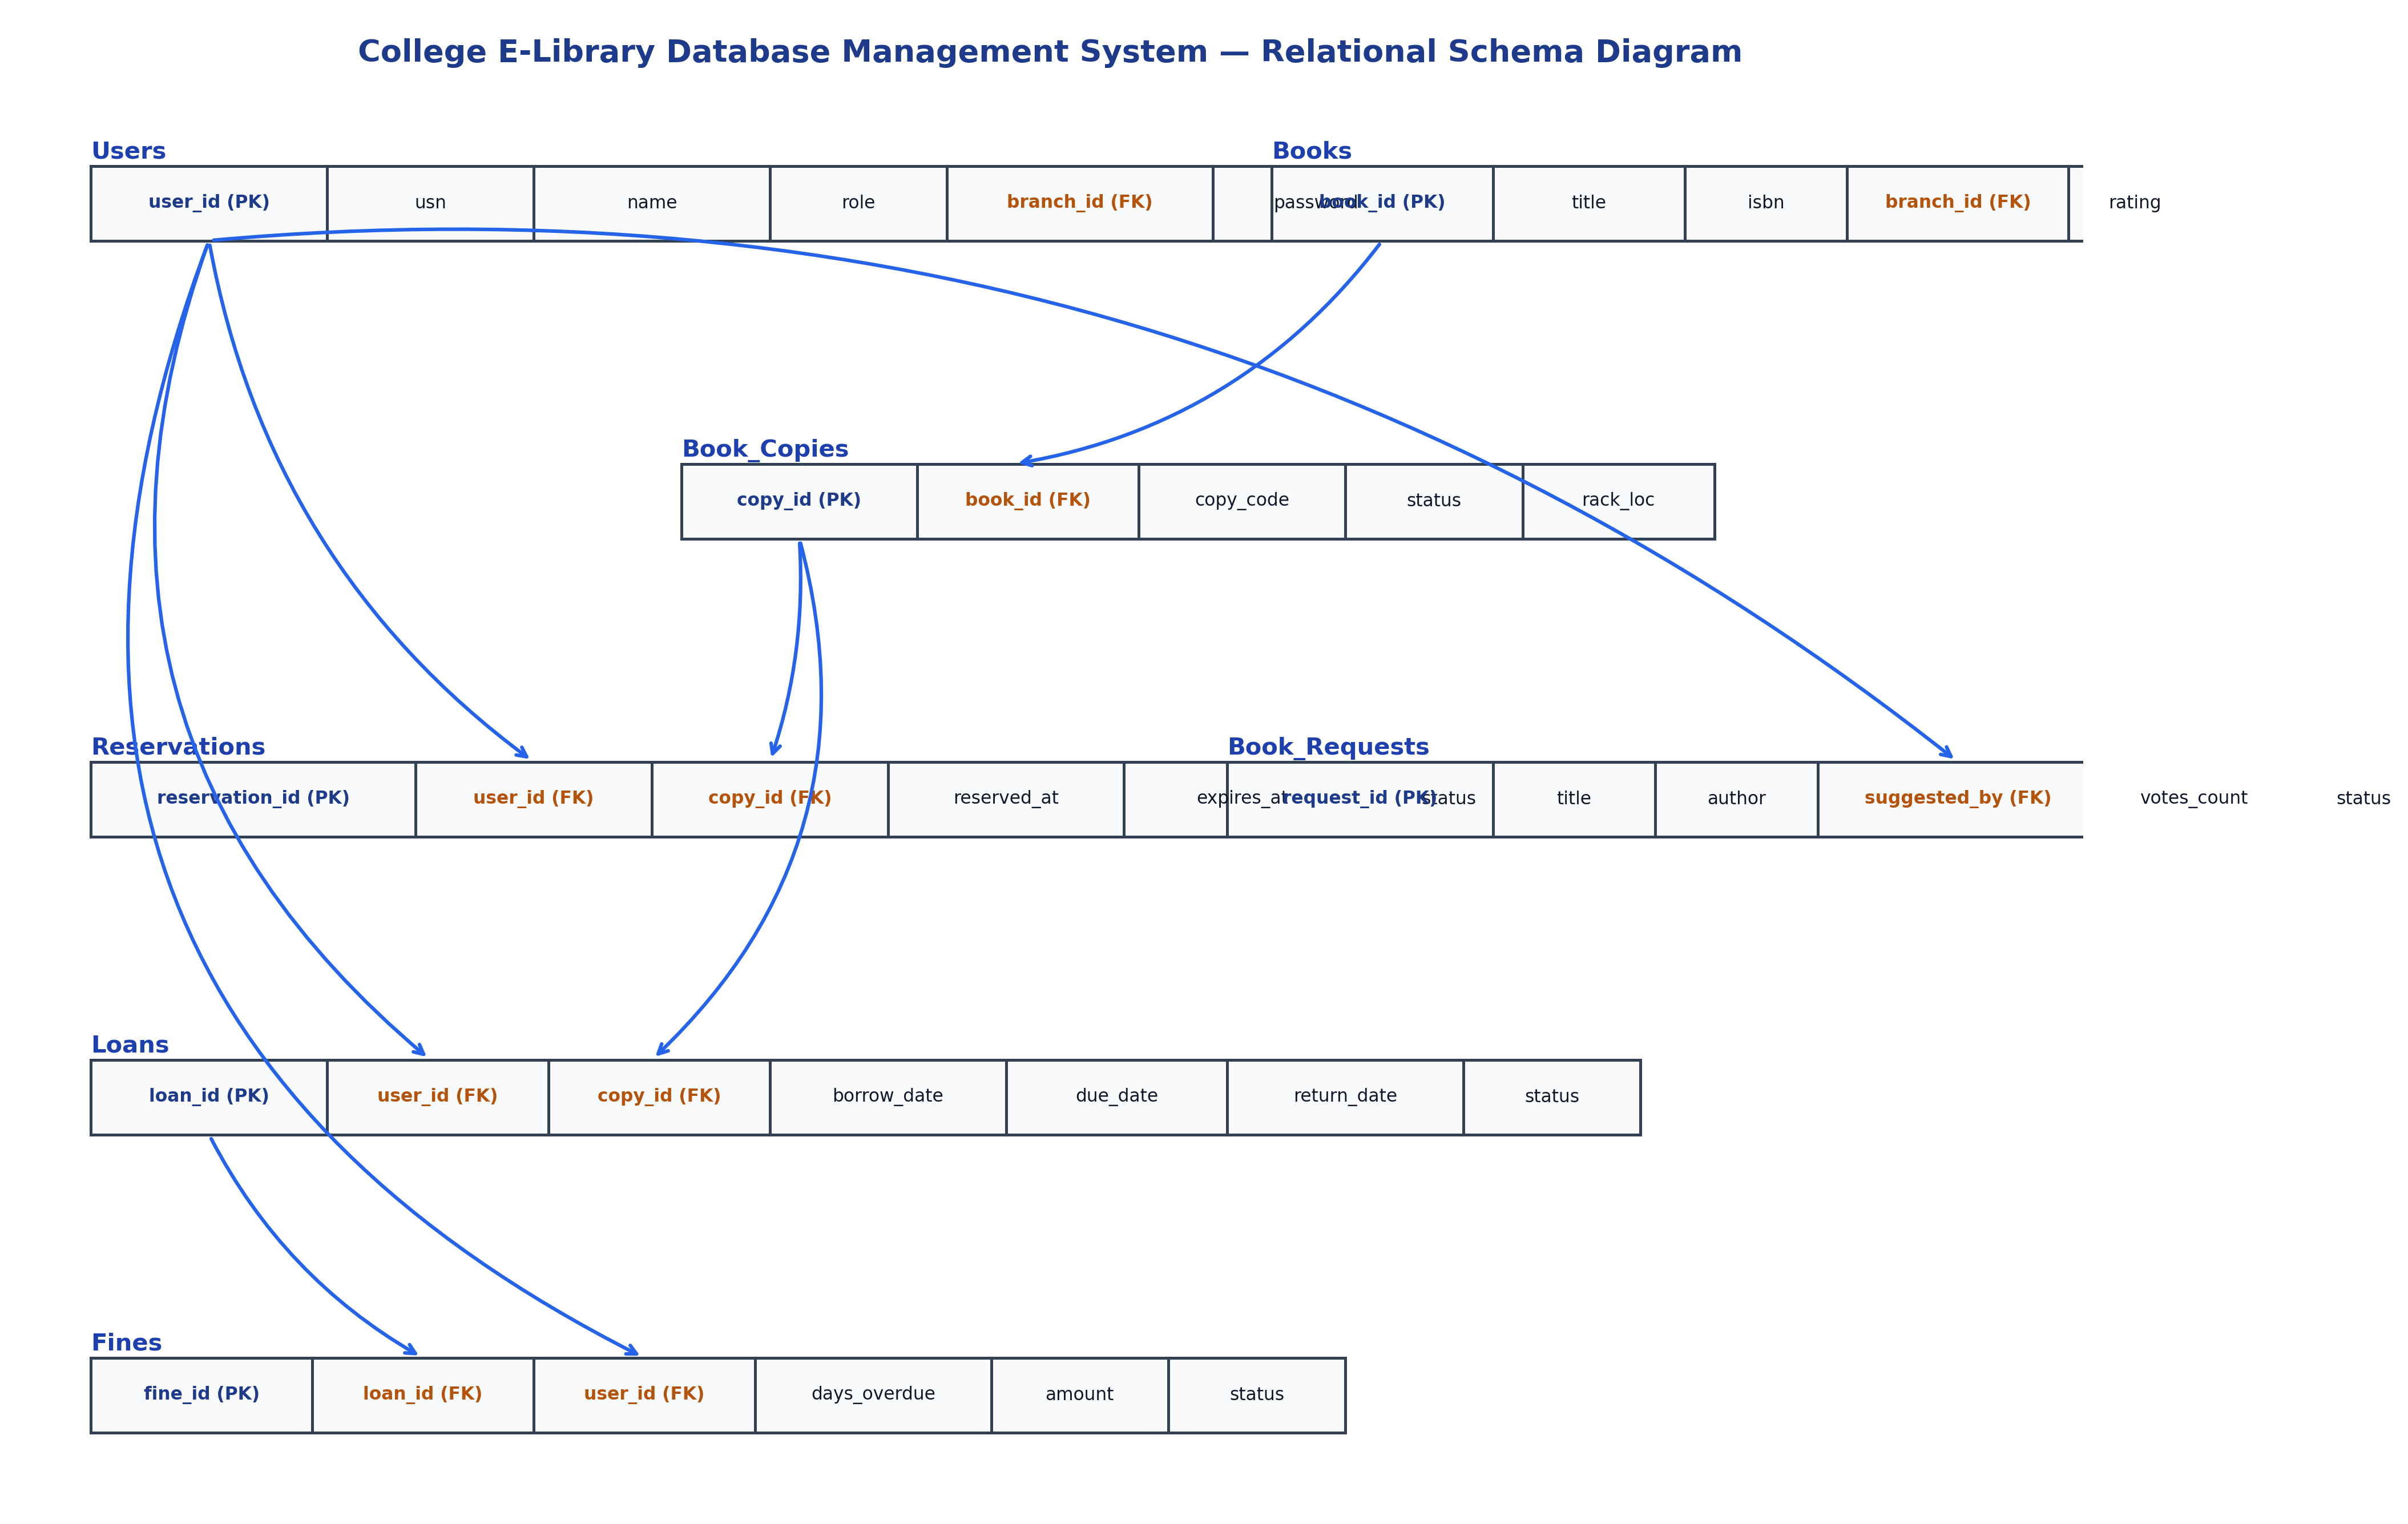 College E-Library Database Management System — Relational Schema Diagram
Users
user_id (PK) usn name role branch_id (FK) password
Books
book_id (PK) title isbn branch_id (FK) rating
Book_Copies
copy_id (PK) book_id (FK) copy_code status rack_loc
Reservations
reservation_id (PK) user_id (FK) copy_id (FK) reserved_at expires_at status
Book_Requests
request_id (PK) title author suggested_by (FK) votes_count status
Loans
loan_id (PK) user_id (FK) copy_id (FK) borrow_date due_date return_date status
Fines
fine_id (PK) loan_id (FK) user_id (FK) days_overdue amount status